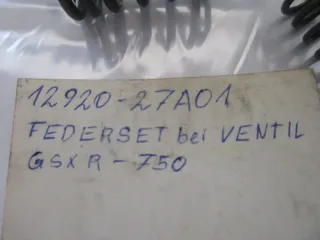 12920-27A01
FEDERSET bei VENTIL
GSXR-750